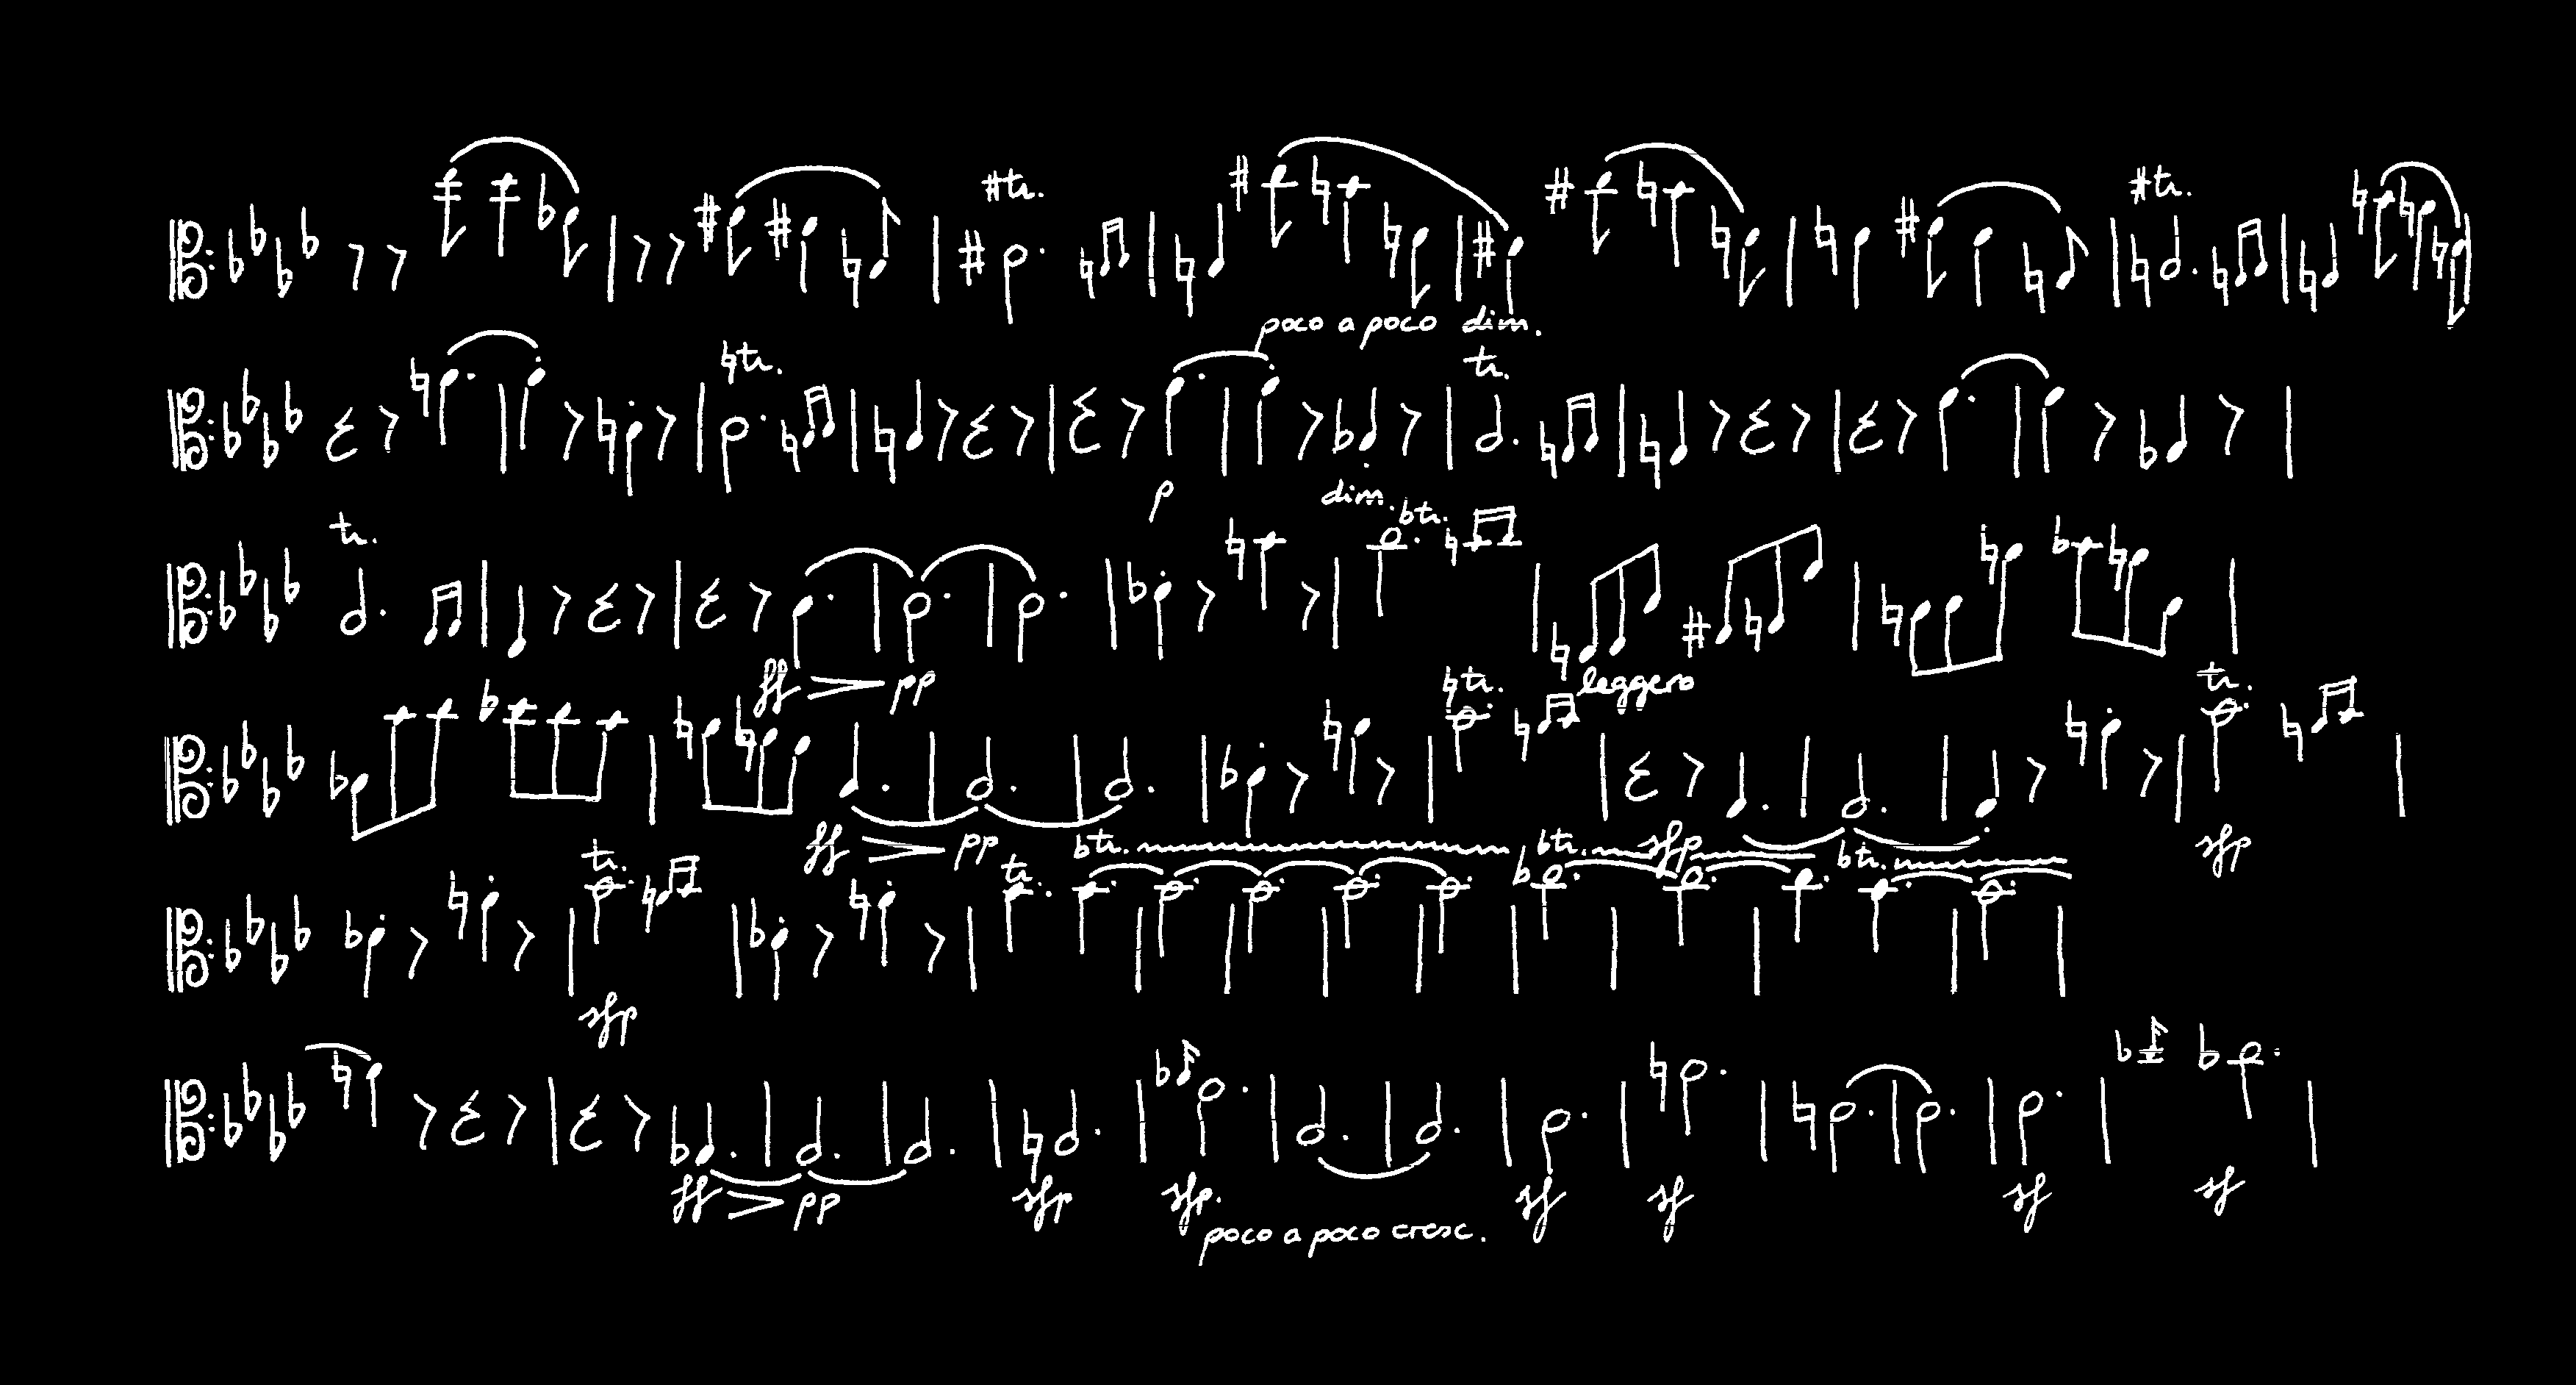 tr.
poco a poco dim.
tr.
tr.
tr.
p
dim.
tr.
tr.
ff pp
leggero
tr.
tr.
ff pp
sfp
sfp
tr.
tr.
tr.
tr.
tr.
sfp
ff pp
sfp
sfp.
sf
sf
sf
sf
poco a poco cresc.